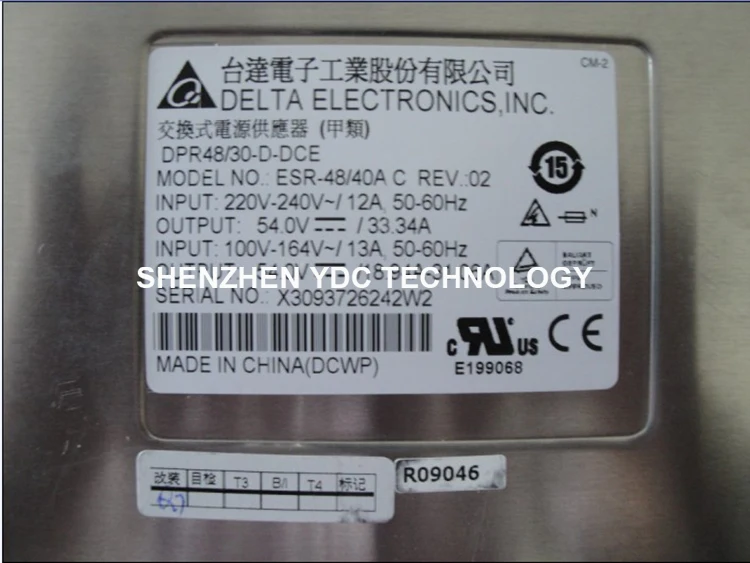 台達電子工業股份有限公司
CM-2
DELTA ELECTRONICS,INC.
交換式電源供應器 (甲類)
DPR48/30-D-DCE
MODEL NO.: ESR-48/40A C REV.:02
15
INPUT: 220V-240V~/ 12A, 50-60Hz
N
OUTPUT: 54.0V / 33.34A
INPUT: 100V-164V~/ 13A, 50-60Hz
SHENZHEN YDC TECHNOLOGY
SERIAL NO.: X3093726242W2
c RU us CE
MADE IN CHINA(DCWP)
E199068
改裝 目檢 T3 B/I T4 标记
R09046